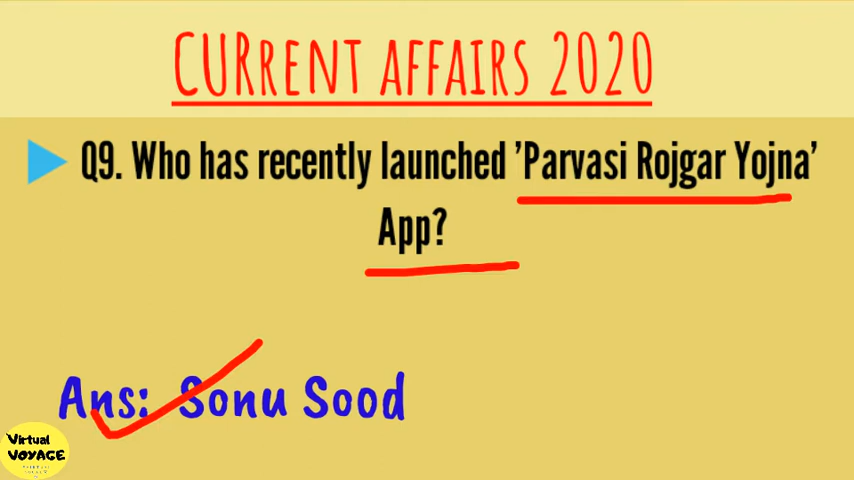 CURRENT AFFAIRS 2020
Q9. Who has recently launched 'Parvasi Rojgar Yojna'
App?
Ans: Sonu Sood
Virtual
VOYAGE